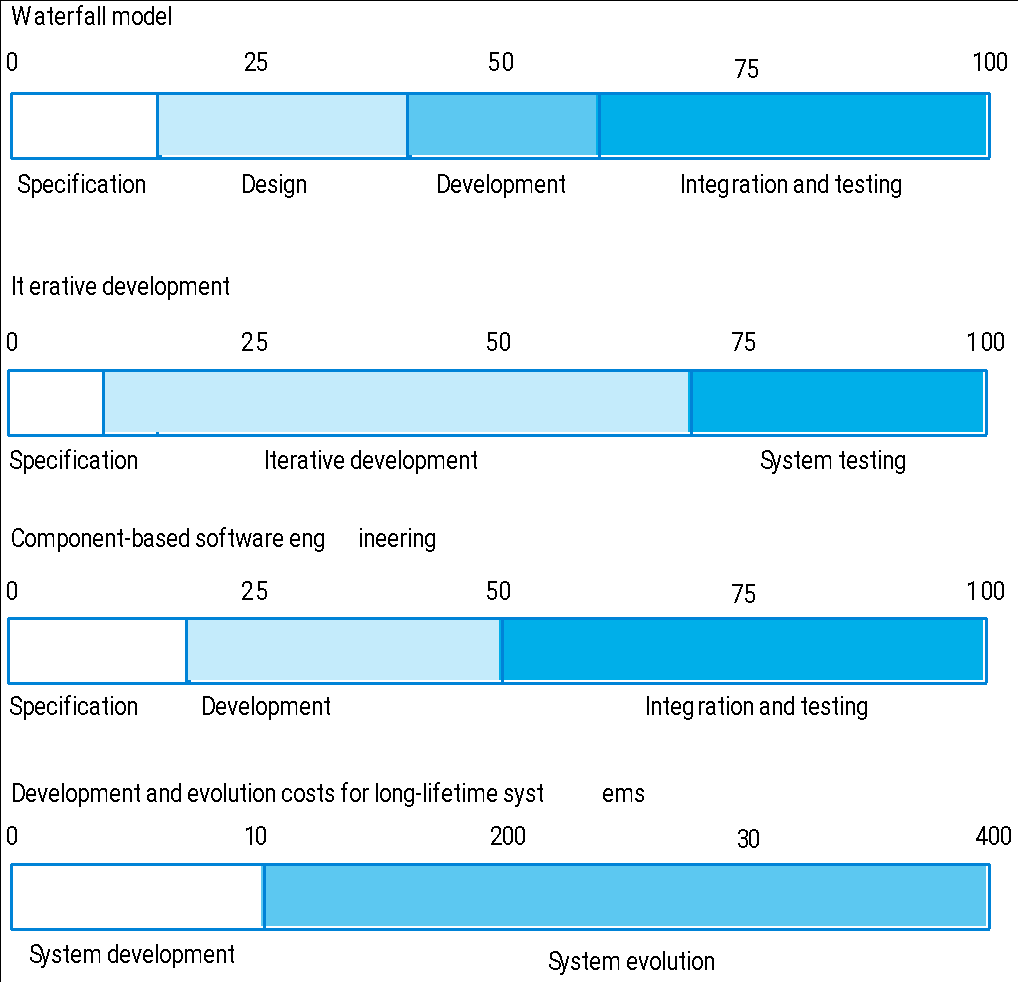 Waterfall model
0 25 50 75 100
Specification Design Development Integration and testing
It erative development
0 25 50 75 100
Specification Iterative development System testing
Component-based software eng ineering
0 25 50 75 100
Specification Development Integration and testing
Development and evolution costs for long-lifetime syst ems
0 10 200 30 400
System development System evolution